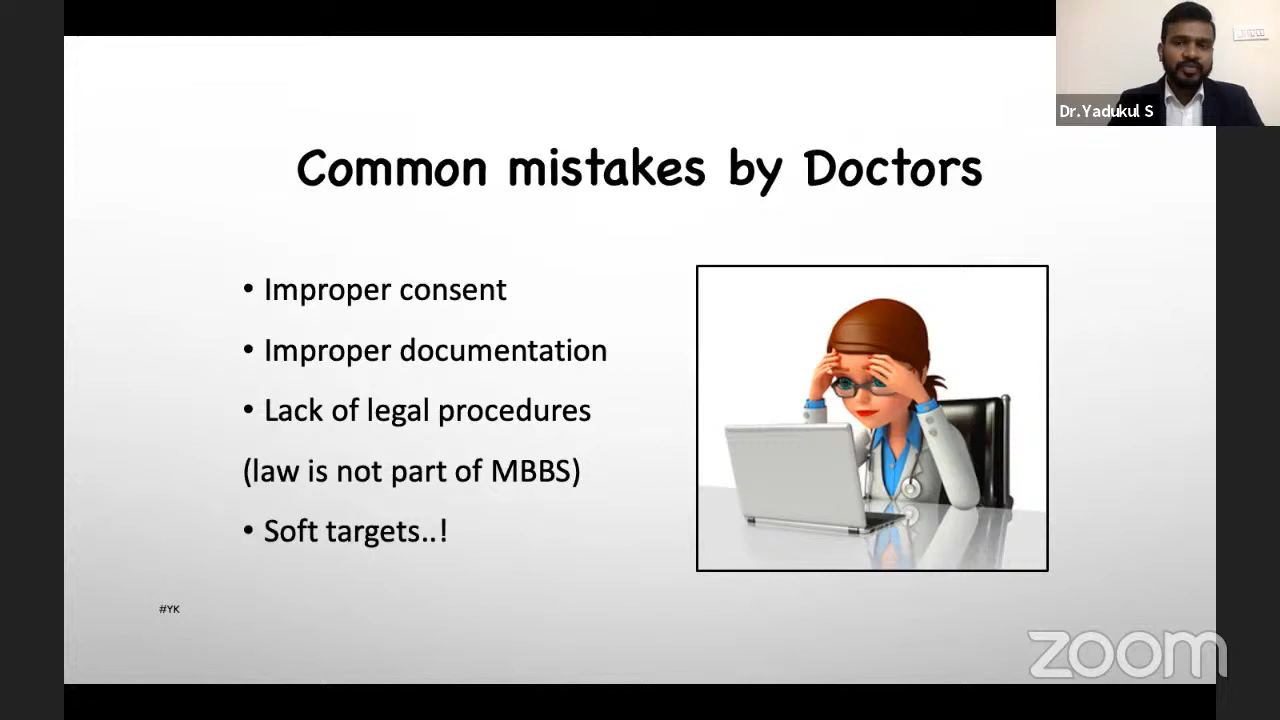 Dr.Yadukul S
Common mistakes by Doctors
• Improper consent
• Improper documentation
• Lack of legal procedures
(law is not part of MBBS)
• Soft targets..!
#YK
zoom